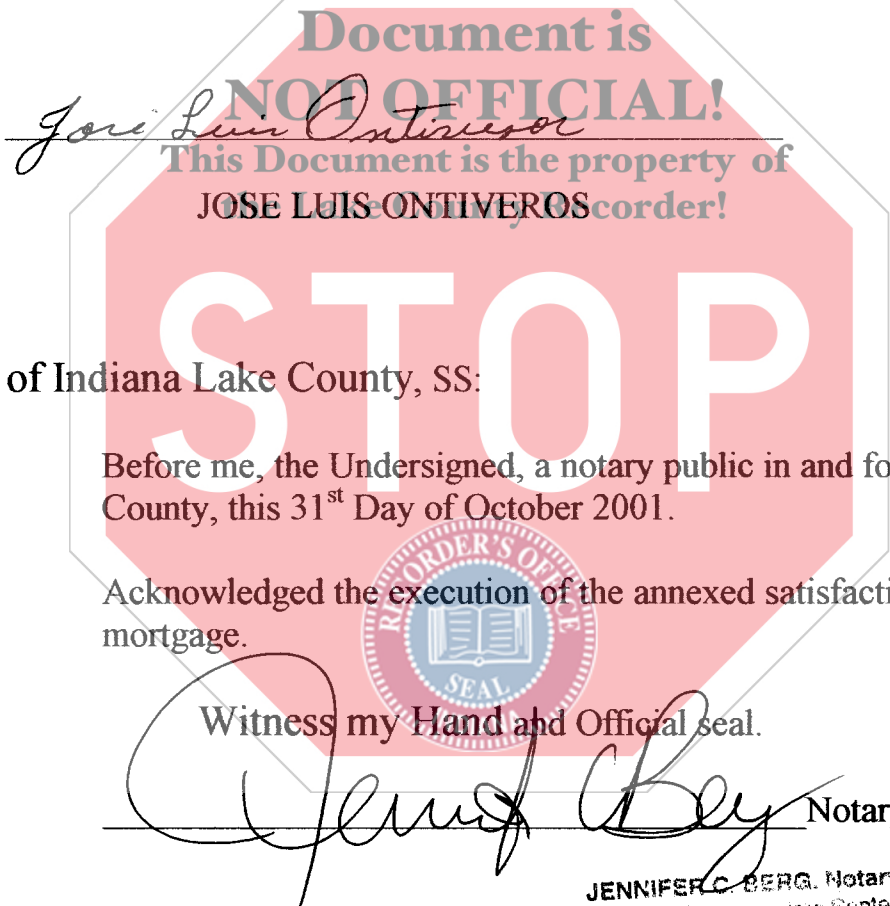 Document is
NOT OFFICIAL!
Jose Luis Ontiveros
This Document is the property of
the Lake County Recorder!
JOSE LUIS ONTIVEROS
STOP
of Indiana Lake County, SS:
Before me, the Undersigned, a notary public in and fo
County, this 31st Day of October 2001.
RECORDER'S OFFICE
Acknowledged the execution of the annexed satisfacti
mortgage.
SEAL
Witness my Hand and Official seal.
Notar
JENNIFER C. BERG, Notar